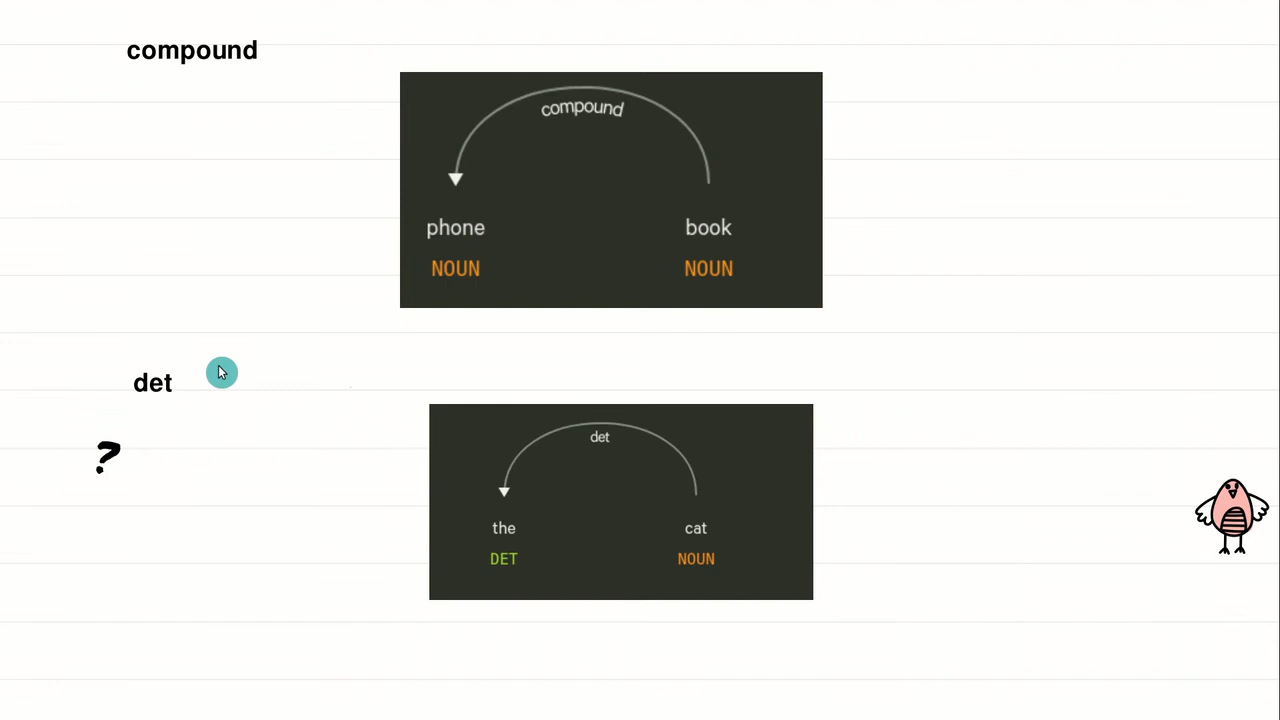 compound
compound
phone book
NOUN NOUN
det
?
det
the cat
DET NOUN